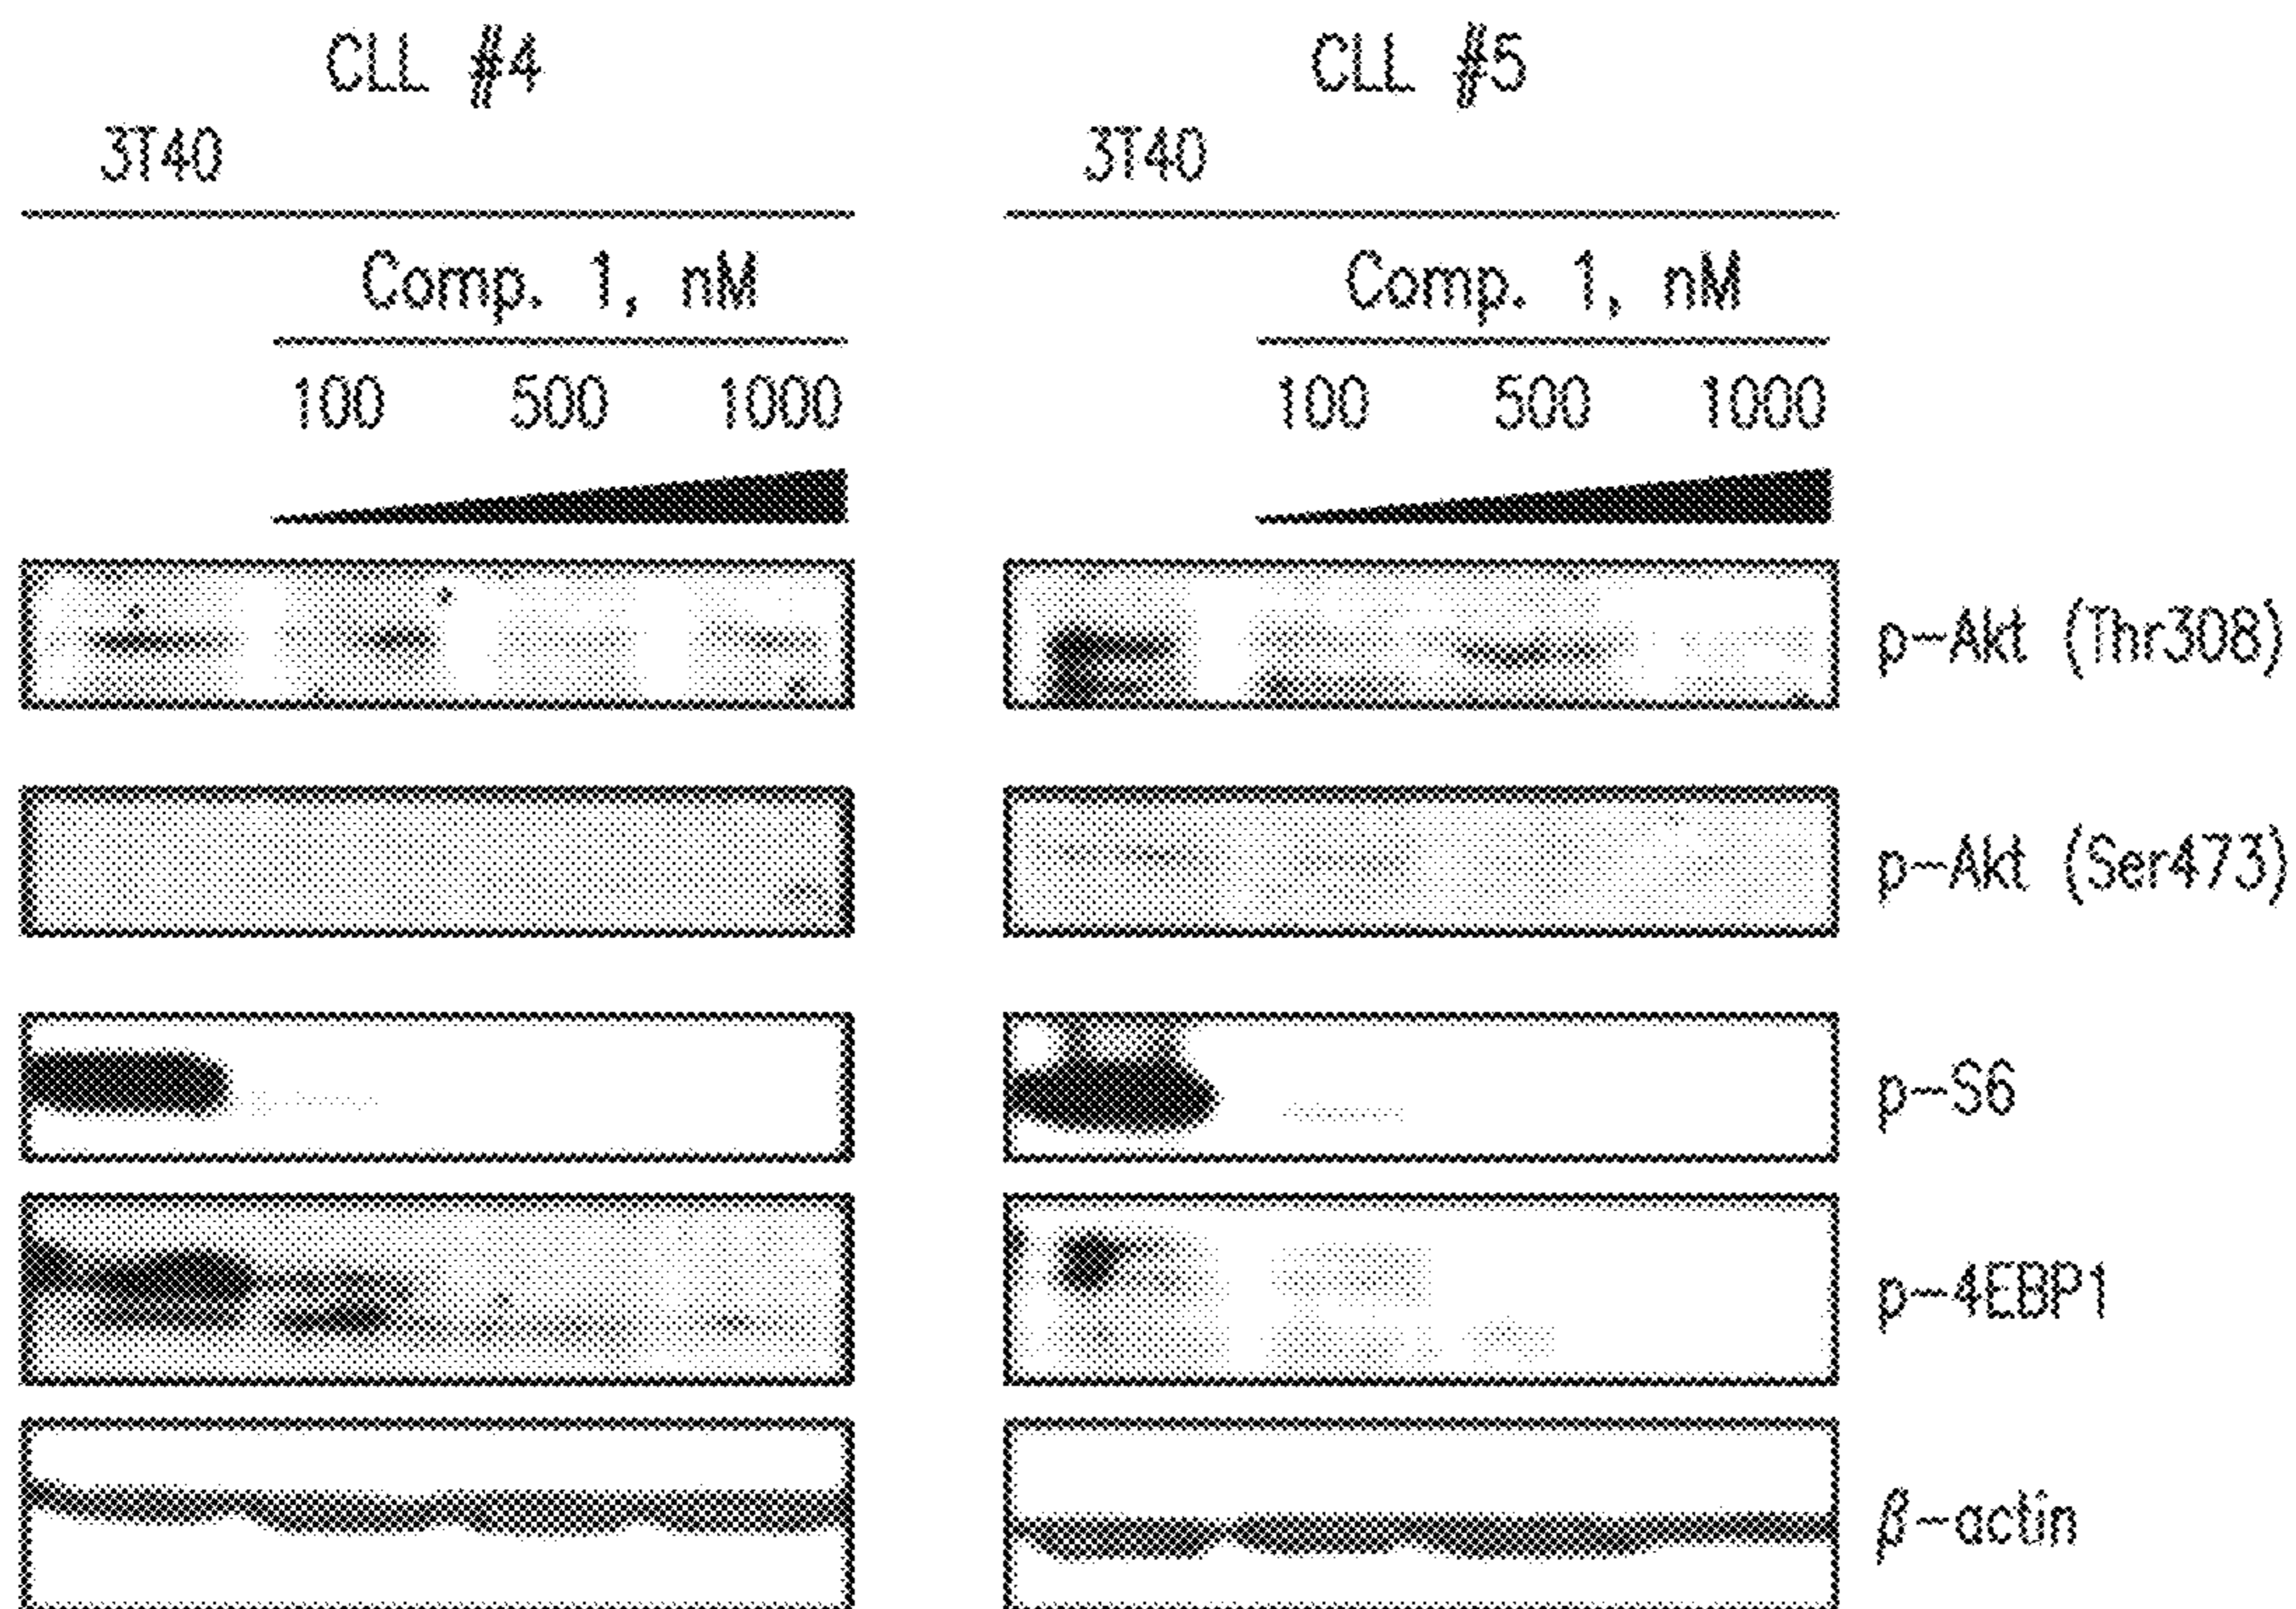 CLL #4
3T40
Comp. 1, nM
100 500 1000
CLL #5
3T40
Comp. 1, nM
100 500 1000
p-Akt (Thr308)
p-Akt (Ser473)
p-S6
p-4EBP1
β-actin